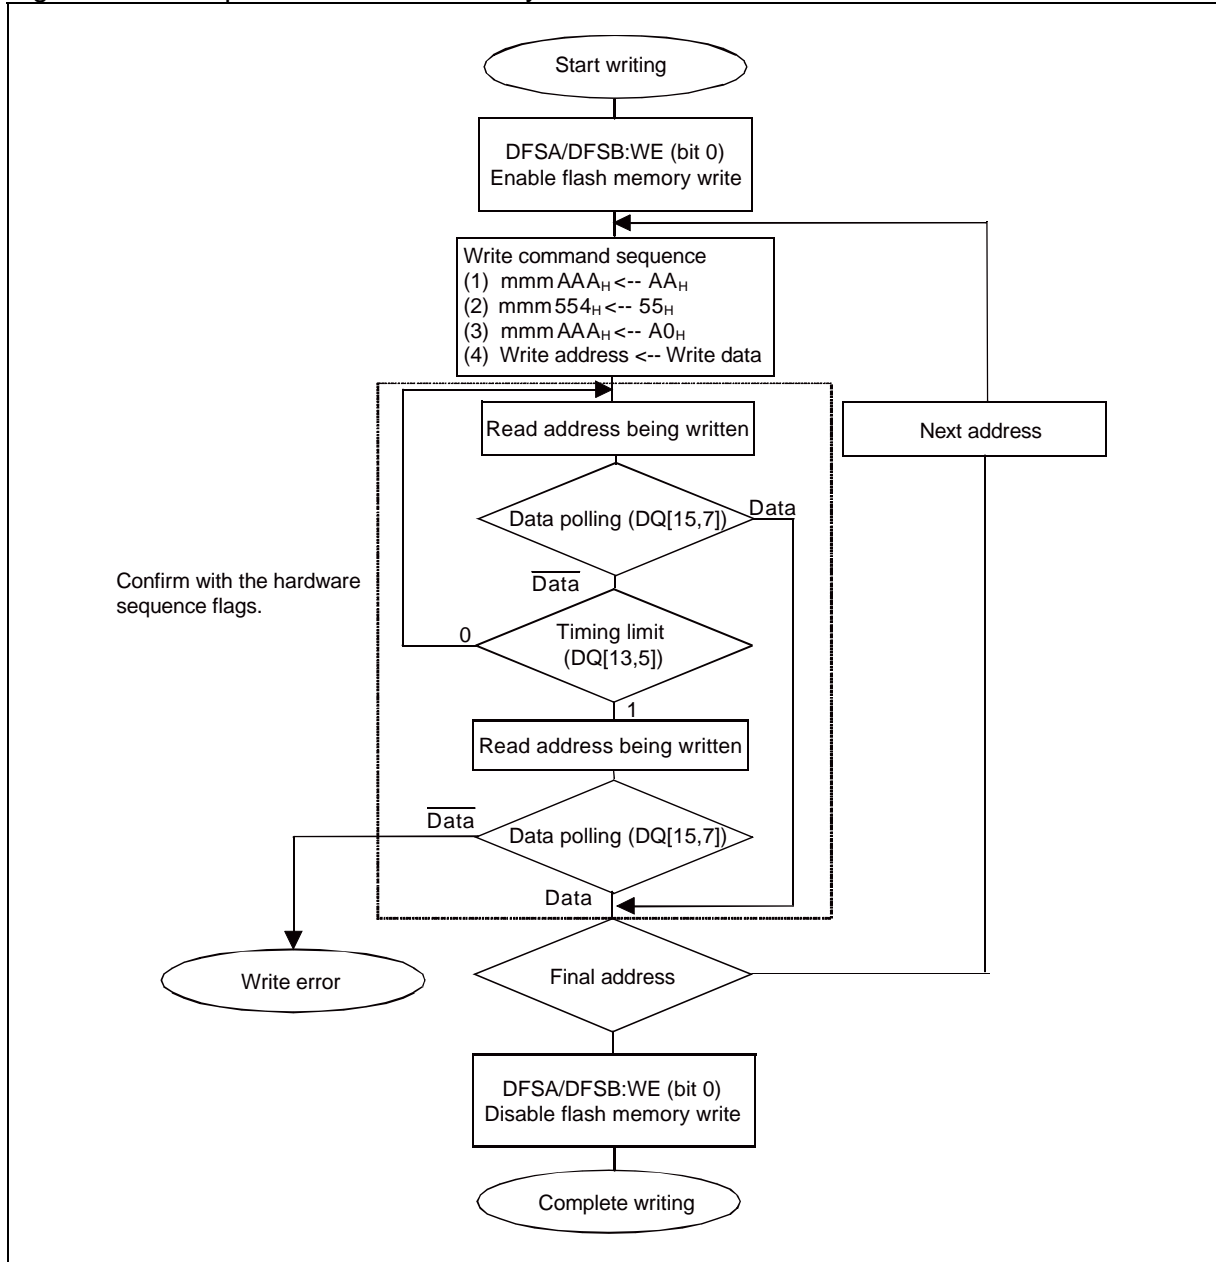 Start writing
DFSA/DFSB:WE (bit 0)
Enable flash memory write
Write command sequence
(1) mmmAAAH <-- AAH
(2) mmm554H <-- 55H
(3) mmmAAAH <-- A0H
(4) Write address <-- Write data
Read address being written
Next address
Data polling (DQ[15,7])
Data
Data
Confirm with the hardware
sequence flags.
0
Timing limit
(DQ[13,5])
1
Read address being written
Data
Data polling (DQ[15,7])
Data
Write error
Final address
DFSA/DFSB:WE (bit 0)
Disable flash memory write
Complete writing